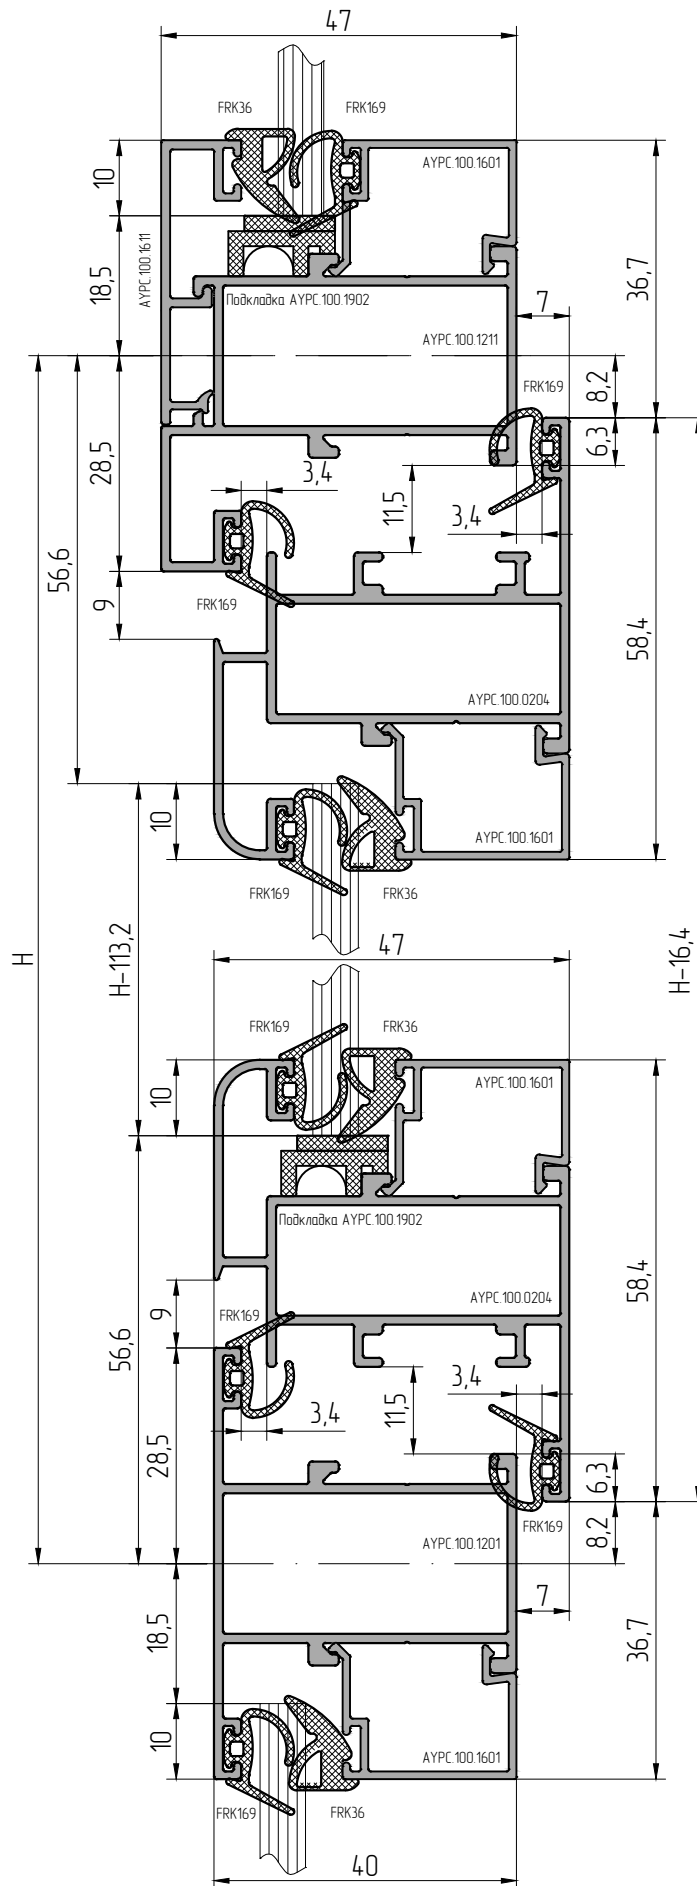 47
FRK36
FRK169
AYPC.100.1601
10
AYPC.100.1611
18,5
36,7
7
Подкладка AYPC.100.1902
AYPC.100.1211
8,2
FRK169
6,3
28,5
3,4
11,5
3,4
56,6
9
FRK169
58,4
AYPC.100.0204
10
AYPC.100.1601
FRK169
FRK36
H
H-113,2
47
H-16,4
FRK169
FRK36
AYPC.100.1601
10
Подкладка AYPC.100.1902
58,4
AYPC.100.0204
9
FRK169
56,6
3,4
11,5
3,4
28,5
6,3
FRK169
8,2
AYPC.100.1201
7
18,5
36,7
10
AYPC.100.1601
FRK169
FRK36
40